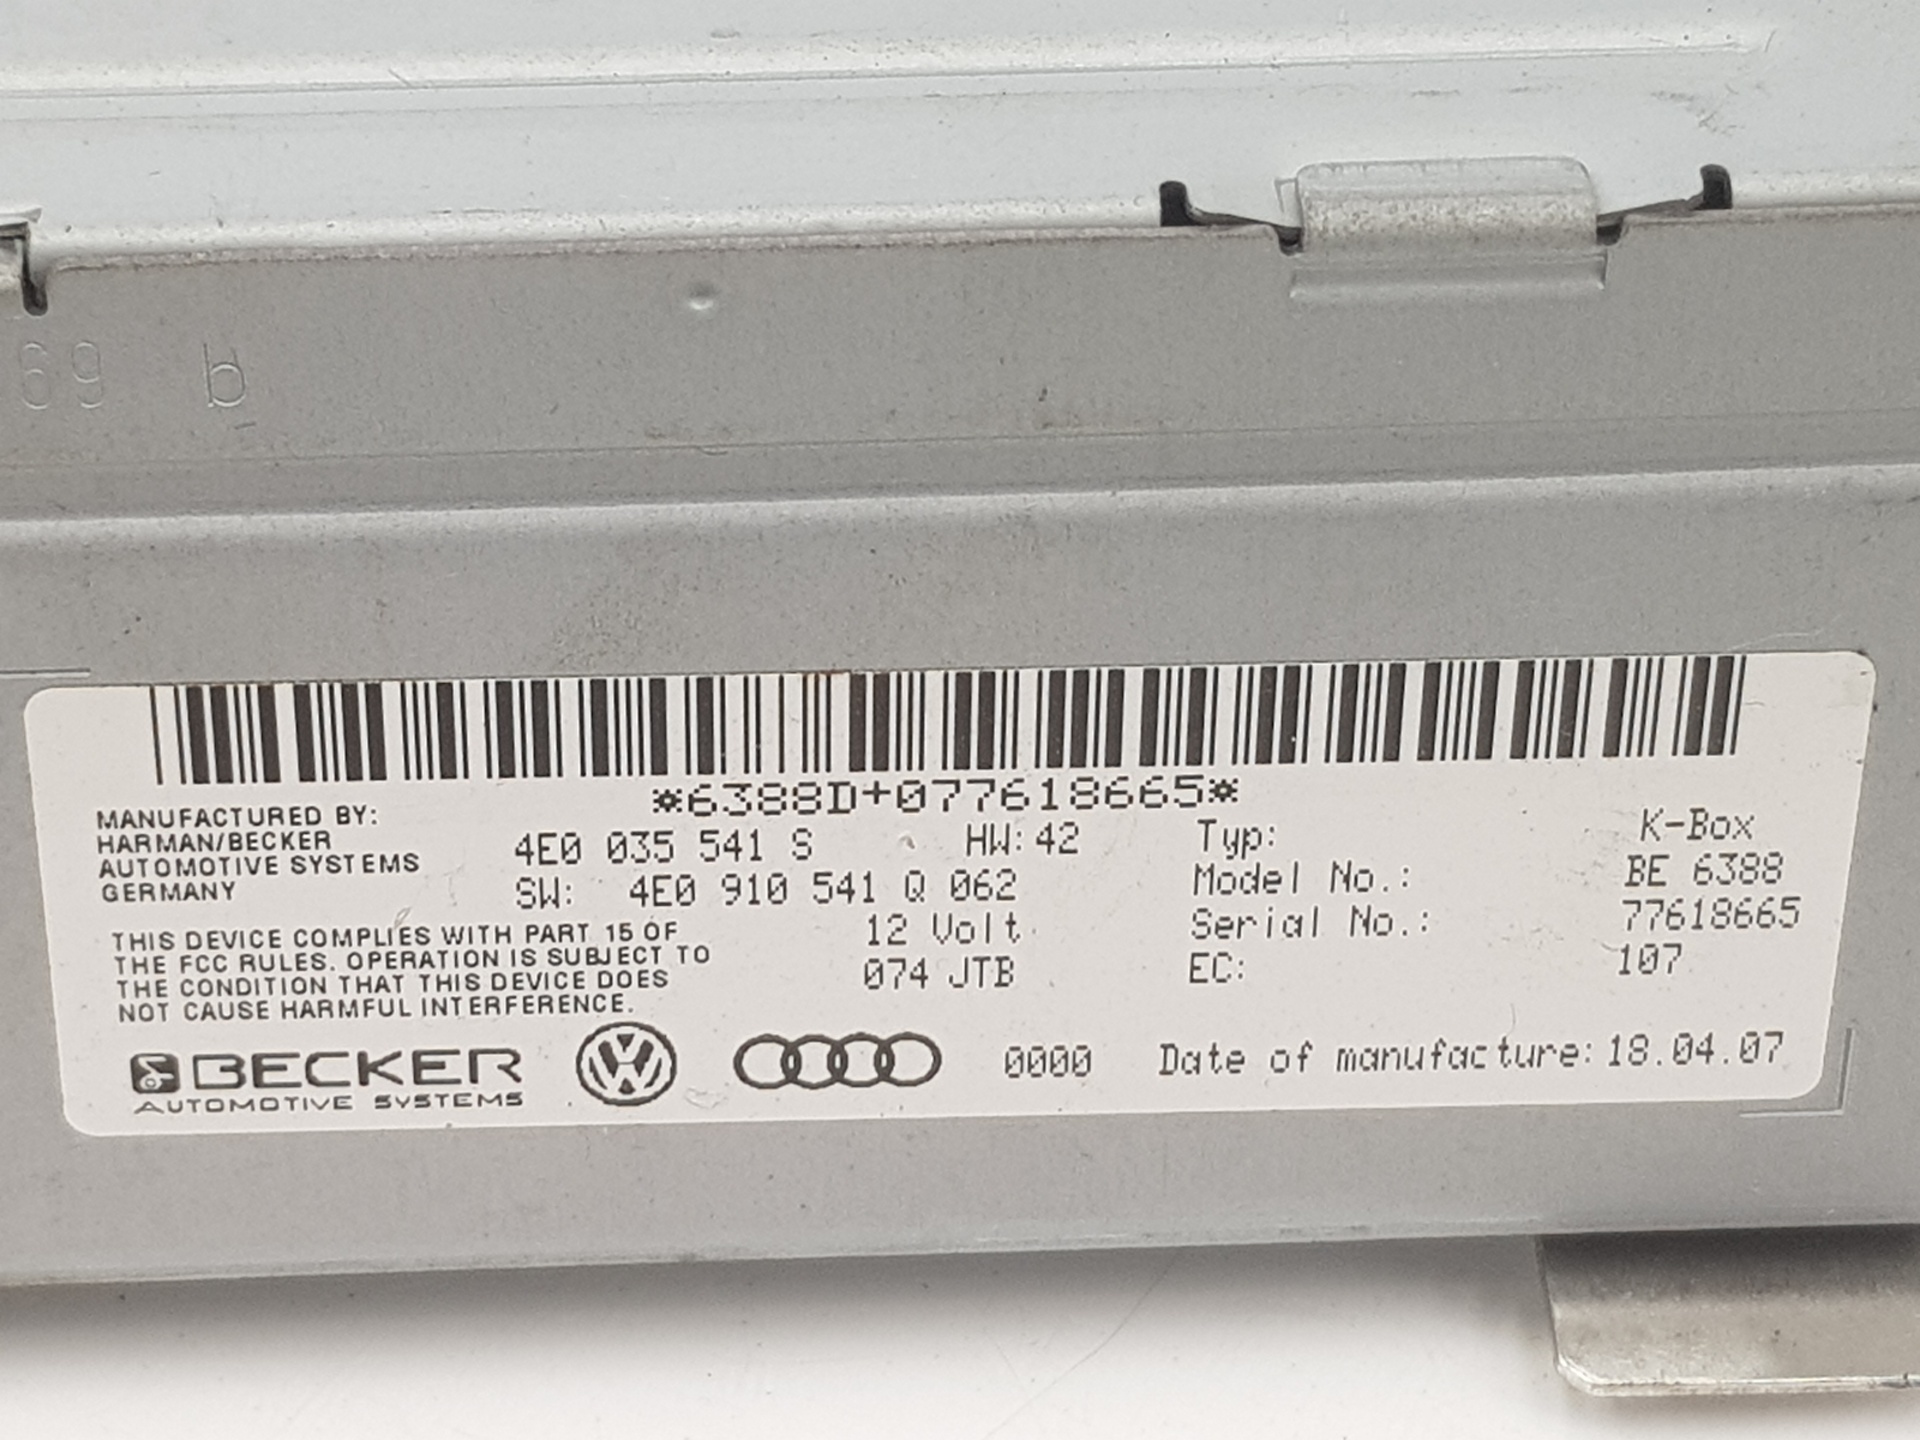 69 b
*6388D+077618665*
MANUFACTURED BY:
HARMAN/BECKER
AUTOMOTIVE SYSTEMS
GERMANY
4E0 035 541 S HW: 42
SW: 4E0 910 541 Q 062
12 Volt
074 JTB
Typ: K-Box
Model No.: BE 6388
Serial No.: 77618665
EC: 107
THIS DEVICE COMPLIES WITH PART 15 OF
THE FCC RULES. OPERATION IS SUBJECT TO
THE CONDITION THAT THIS DEVICE DOES
NOT CAUSE HARMFUL INTERFERENCE.
BECKER
AUTOMOTIVE SYSTEMS
0000 Date of manufacture: 18.04.07